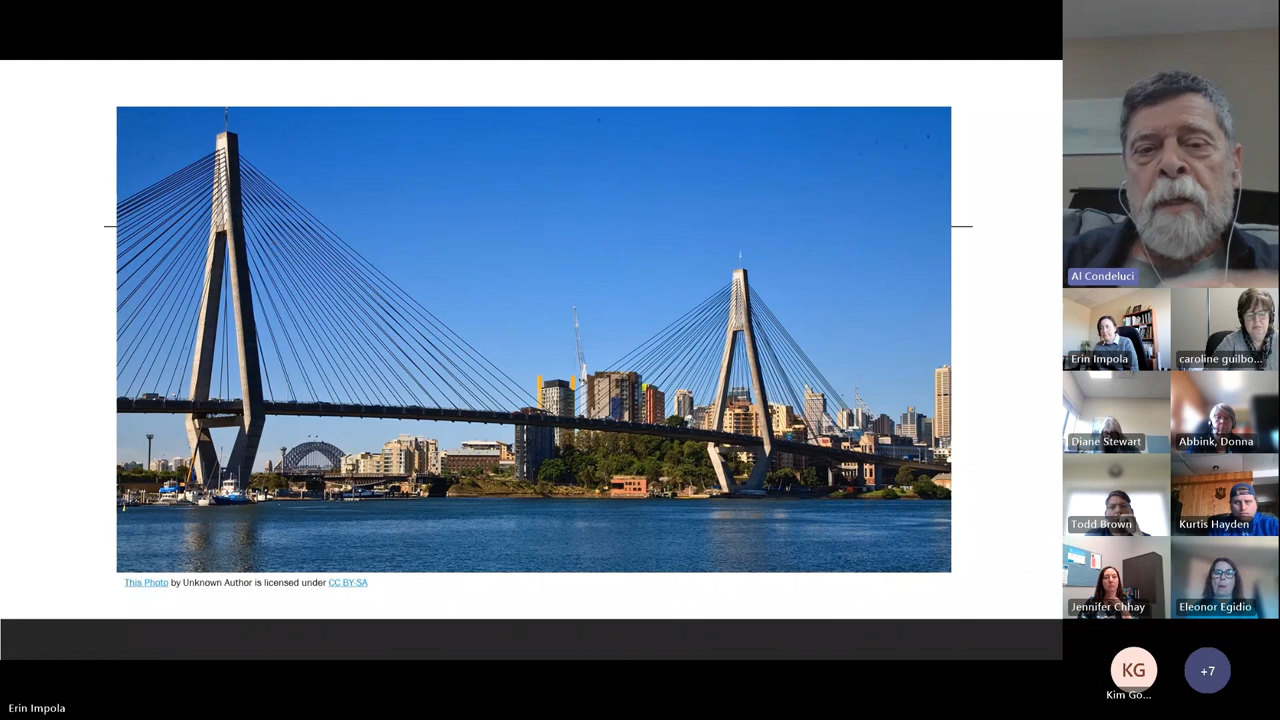 This Photo by Unknown Author is licensed under CC BY-SA
Al Condeluci
Erin Impola
caroline guilbo...
Diane Stewart
Abbink, Donna
Todd Brown
Kurtis Hayden
Jennifer Chhay
Eleonor Egidio
KG
+7
Kim Go...
Erin Impola